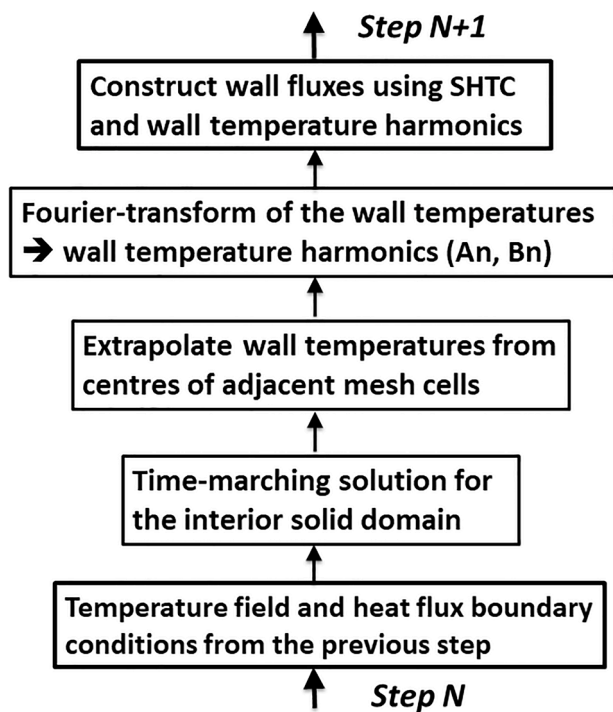 Step N+1
Construct wall fluxes using SHTC
and wall temperature harmonics
Fourier-transform of the wall temperatures
➔ wall temperature harmonics (An, Bn)
Extrapolate wall temperatures from
centres of adjacent mesh cells
Time-marching solution for
the interior solid domain
Temperature field and heat flux boundary
conditions from the previous step
Step N